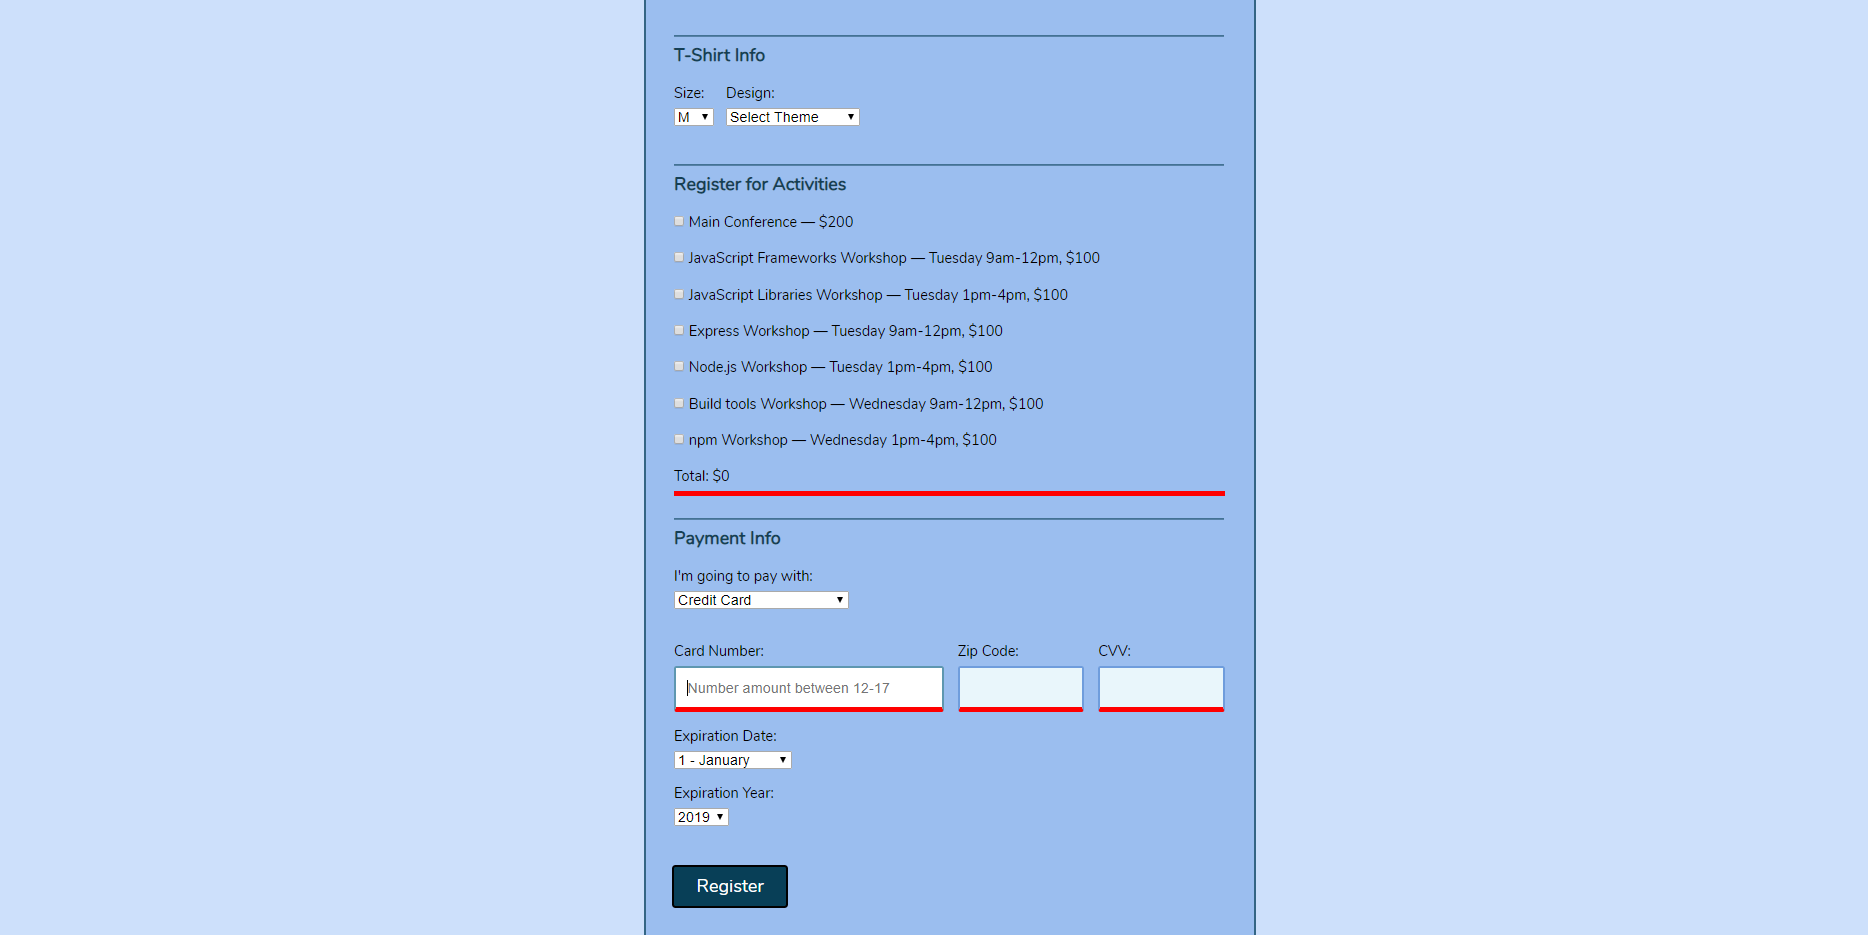 T-Shirt Info
Size: Design:
M Select Theme
Register for Activities
Main Conference — $200
JavaScript Frameworks Workshop — Tuesday 9am-12pm, $100
JavaScript Libraries Workshop — Tuesday 1pm-4pm, $100
Express Workshop — Tuesday 9am-12pm, $100
Node.js Workshop — Tuesday 1pm-4pm, $100
Build tools Workshop — Wednesday 9am-12pm, $100
npm Workshop — Wednesday 1pm-4pm, $100
Total: $0
Payment Info
I'm going to pay with:
Credit Card
Card Number: Zip Code: CVV:
Number amount between 12-17
Expiration Date:
1 - January
Expiration Year:
2019
Register